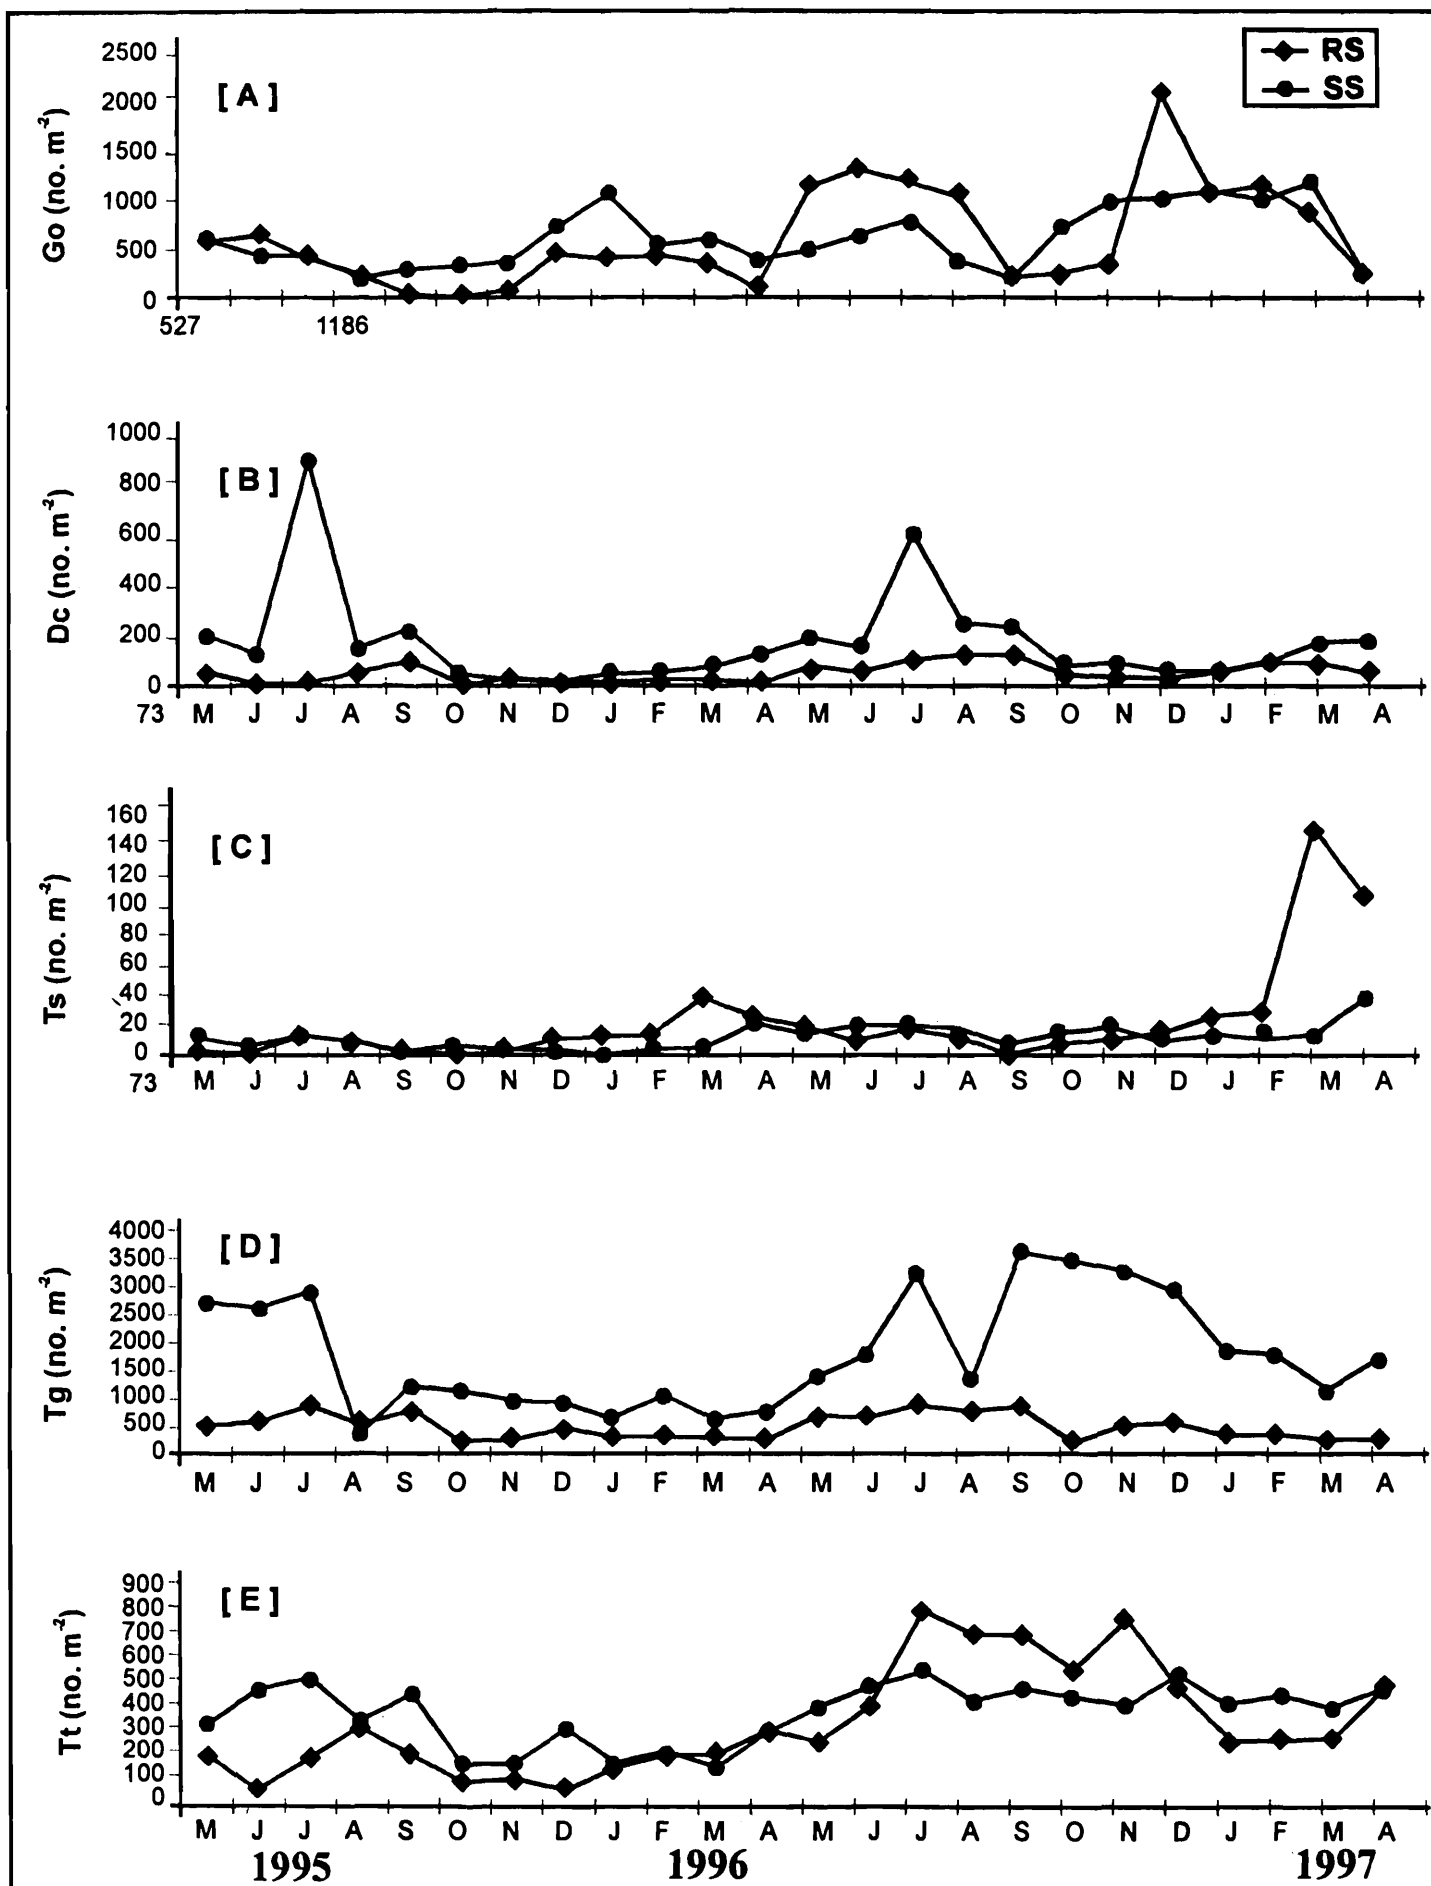 RS
SS
[ A ]
Go (no. m⁻²)
2500
2000
1500
1000
500
0
527 1186
[ B ]
Dc (no. m⁻²)
1000
800
600
400
200
0
73 M J J A S O N D J F M A M J J A S O N D J F M A
[ C ]
Ts (no. m⁻²)
160
140
120
100
80
60
40
20
0
73 M J J A S O N D J F M A M J J A S O N D J F M A
[ D ]
Tg (no. m⁻²)
4000
3500
3000
2500
2000
1500
1000
500
0
M J J A S O N D J F M A M J J A S O N D J F M A
[ E ]
Tt (no. m⁻²)
900
800
700
600
500
400
300
200
100
0
M J J A S O N D J F M A M J J A S O N D J F M A
1995 1996 1997